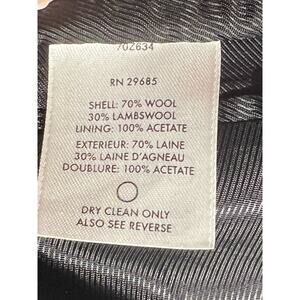 702634
RN 29685
SHELL: 70% WOOL
30% LAMBSWOOL
LINING: 100% ACETATE
EXTERIEUR: 70% LAINE
30% LAINE D'AGNEAU
DOUBLURE: 100% ACETATE
DRY CLEAN ONLY
ALSO SEE REVERSE